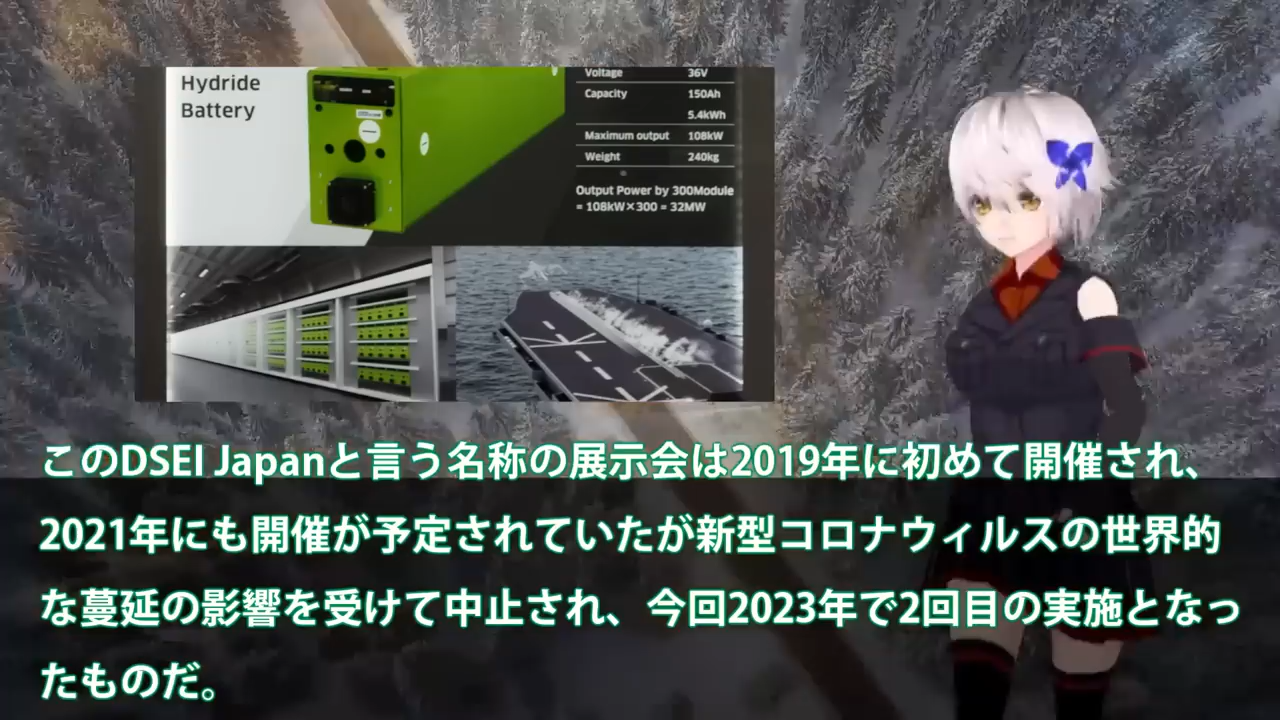 Hydride
Battery
Voltage 36V
Capacity 150Ah
5.4kWh
Maximum output 108kW
Weight 240kg
Output Power by 300Module
= 108kW×300 = 32MW
このDSEI Japanと言う名称の展示会は2019年に初めて開催され、
2021年にも開催が予定されていたが新型コロナウィルスの世界的
な蔓延の影響を受けて中止され、今回2023年で2回目の実施となっ
たものだ。